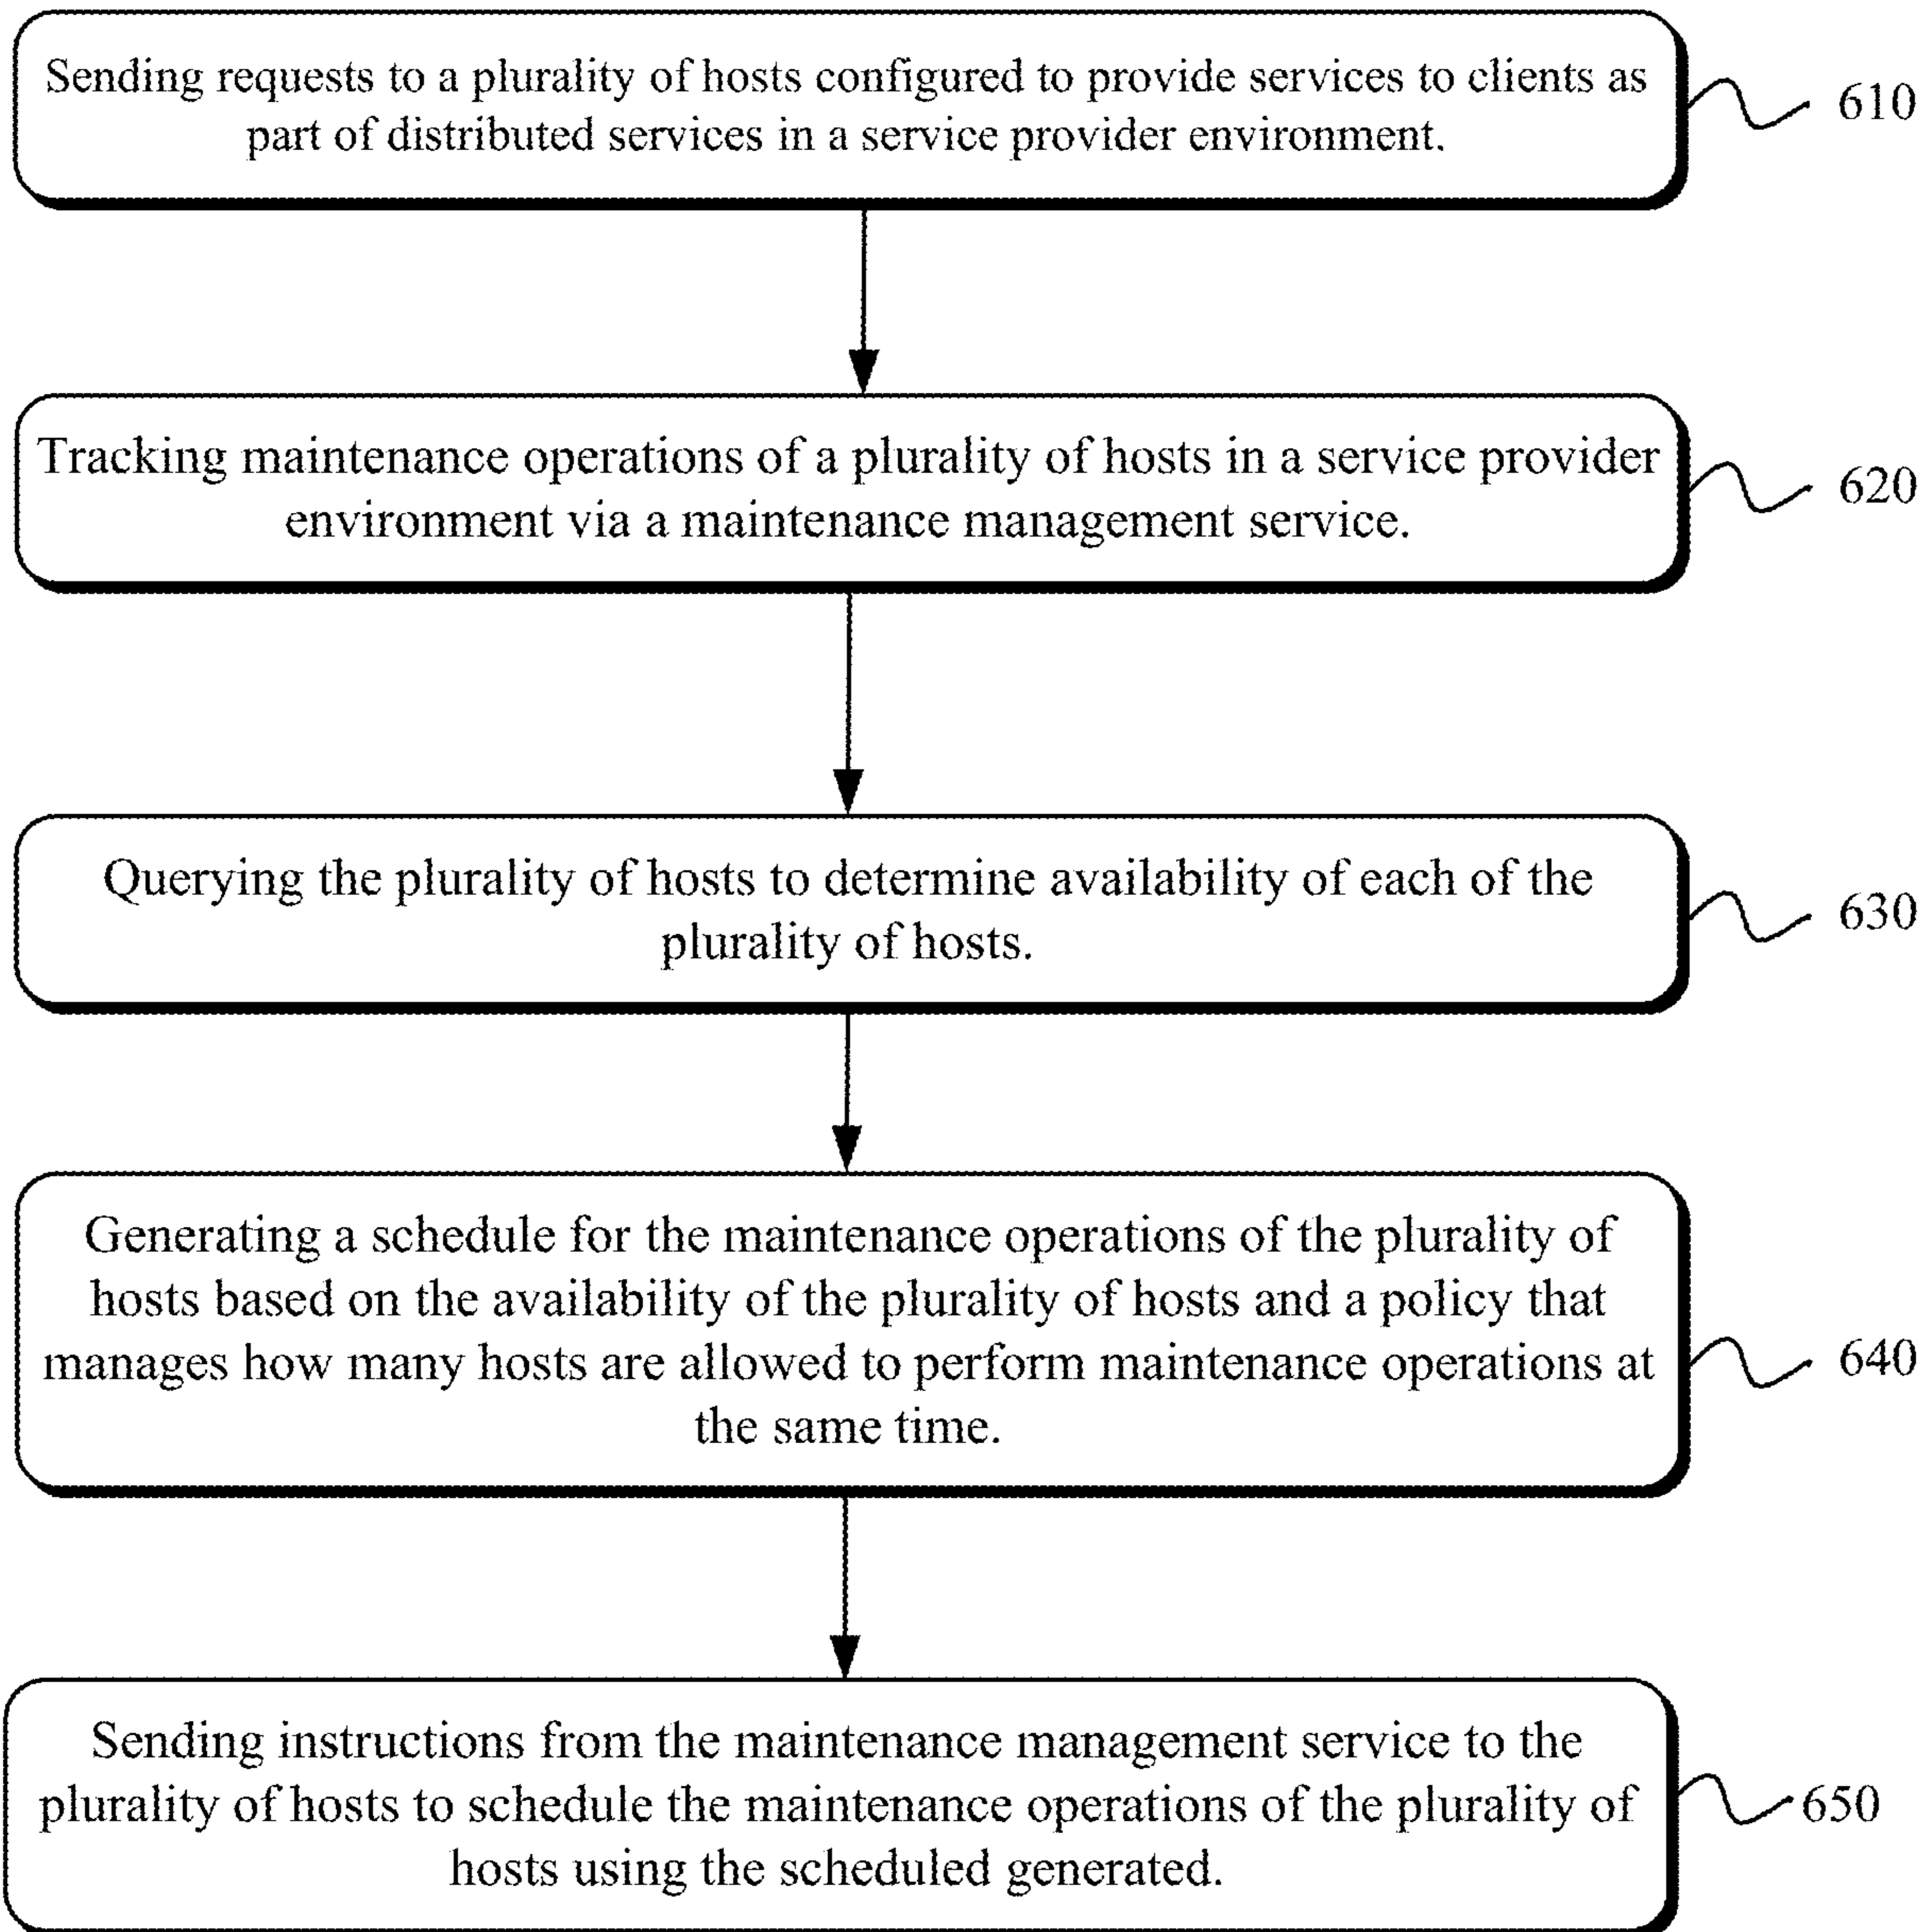 Sending requests to a plurality of hosts configured to provide services to clients as
part of distributed services in a service provider environment.
610
Tracking maintenance operations of a plurality of hosts in a service provider
environment via a maintenance management service.
620
Querying the plurality of hosts to determine availability of each of the
plurality of hosts.
630
Generating a schedule for the maintenance operations of the plurality of
hosts based on the availability of the plurality of hosts and a policy that
manages how many hosts are allowed to perform maintenance operations at
the same time.
640
Sending instructions from the maintenance management service to the
plurality of hosts to schedule the maintenance operations of the plurality of
hosts using the scheduled generated.
650